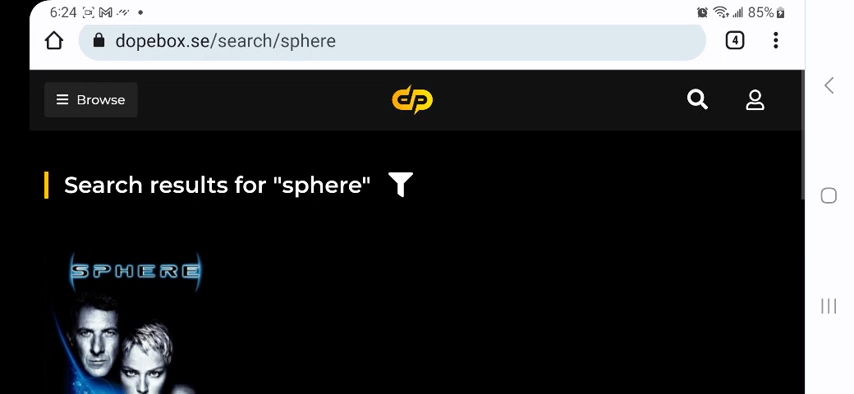 6:24
85%
dopebox.se/search/sphere
4
Browse
dp
Search results for "sphere"
SPHERE